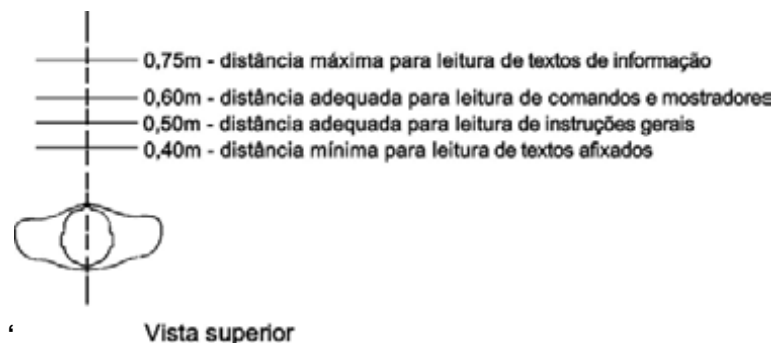 0,75m - distância máxima para leitura de textos de informação
0,60m - distância adequada para leitura de comandos e mostradores
0,50m - distância adequada para leitura de instruções gerais
0,40m - distância mínima para leitura de textos afixados
‘ Vista superior